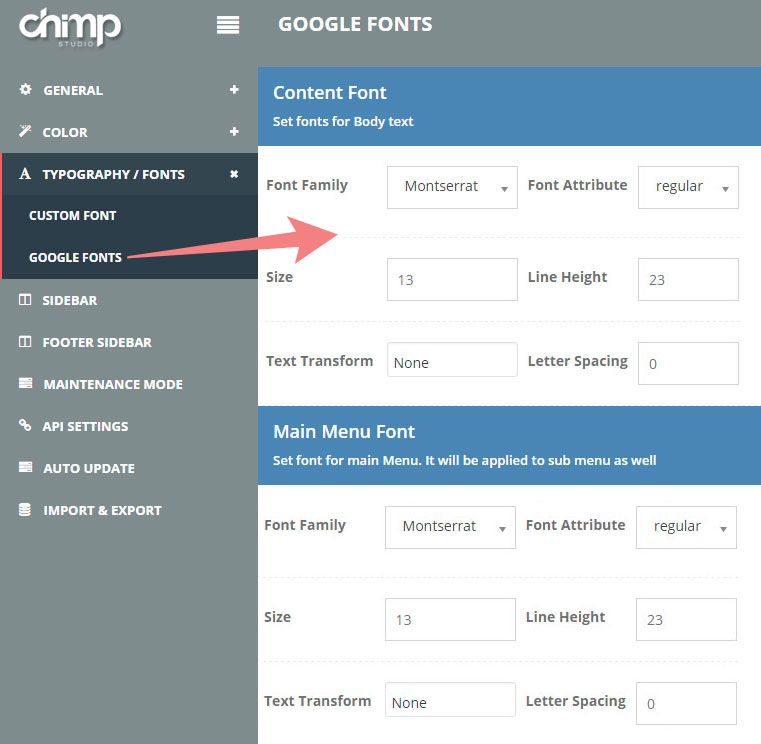 chimp
STUDIO
GOOGLE FONTS
GENERAL
COLOR
TYPOGRAPHY / FONTS
CUSTOM FONT
GOOGLE FONTS
SIDEBAR
FOOTER SIDEBAR
MAINTENANCE MODE
API SETTINGS
AUTO UPDATE
IMPORT & EXPORT
Content Font
Set fonts for Body text
Font Family Montserrat Font Attribute regular
Size 13 Line Height 23
Text Transform None Letter Spacing 0
Main Menu Font
Set font for main Menu. It will be applied to sub menu as well
Font Family Montserrat Font Attribute regular
Size 13 Line Height 23
Text Transform None Letter Spacing 0